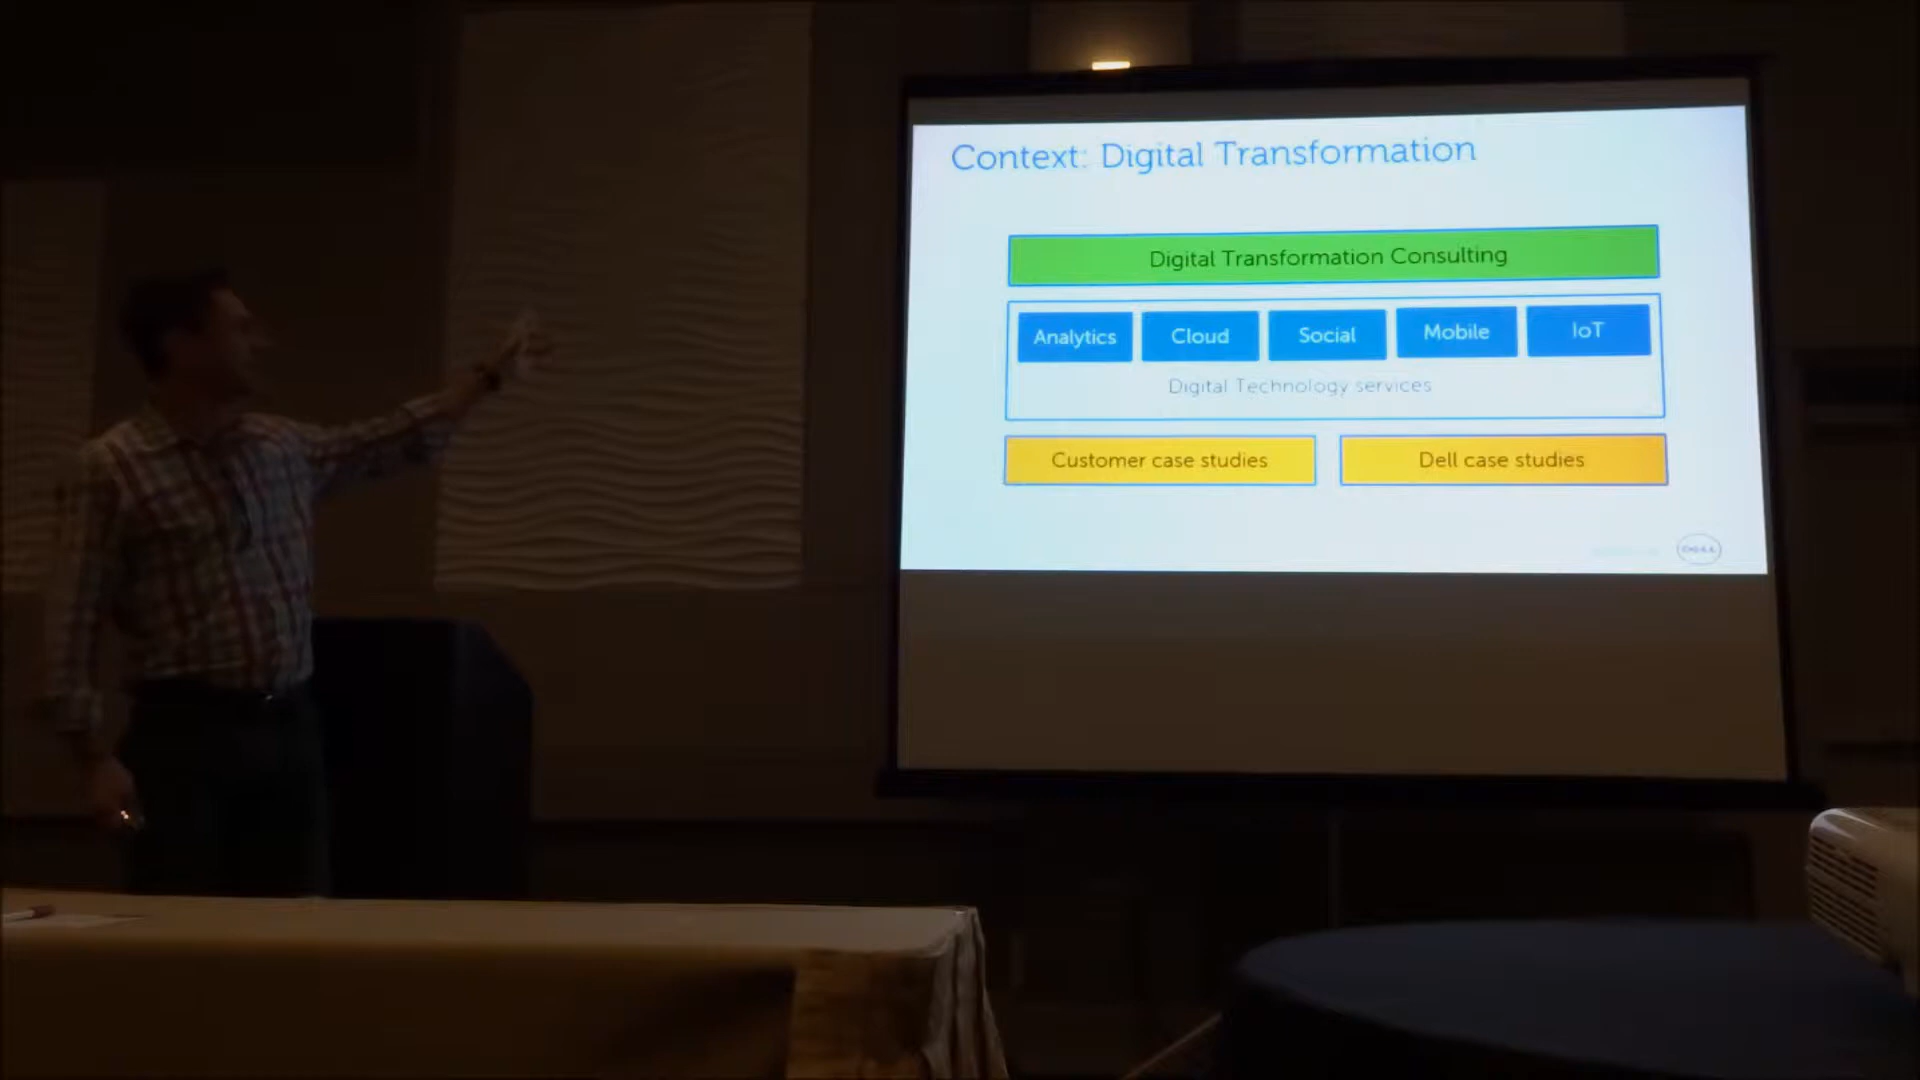 Context: Digital Transformation
Digital Transformation Consulting
Analytics
Cloud
Social
Mobile
IoT
Digital Technology services
Customer case studies
Dell case studies
DELL